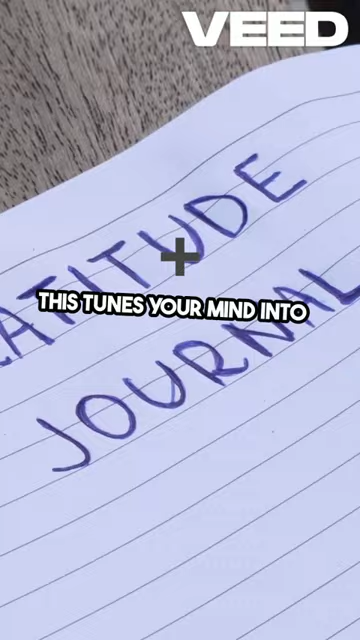 VEED
ATITUDE
+
THIS TUNES YOUR MIND INTO
JOURNAL